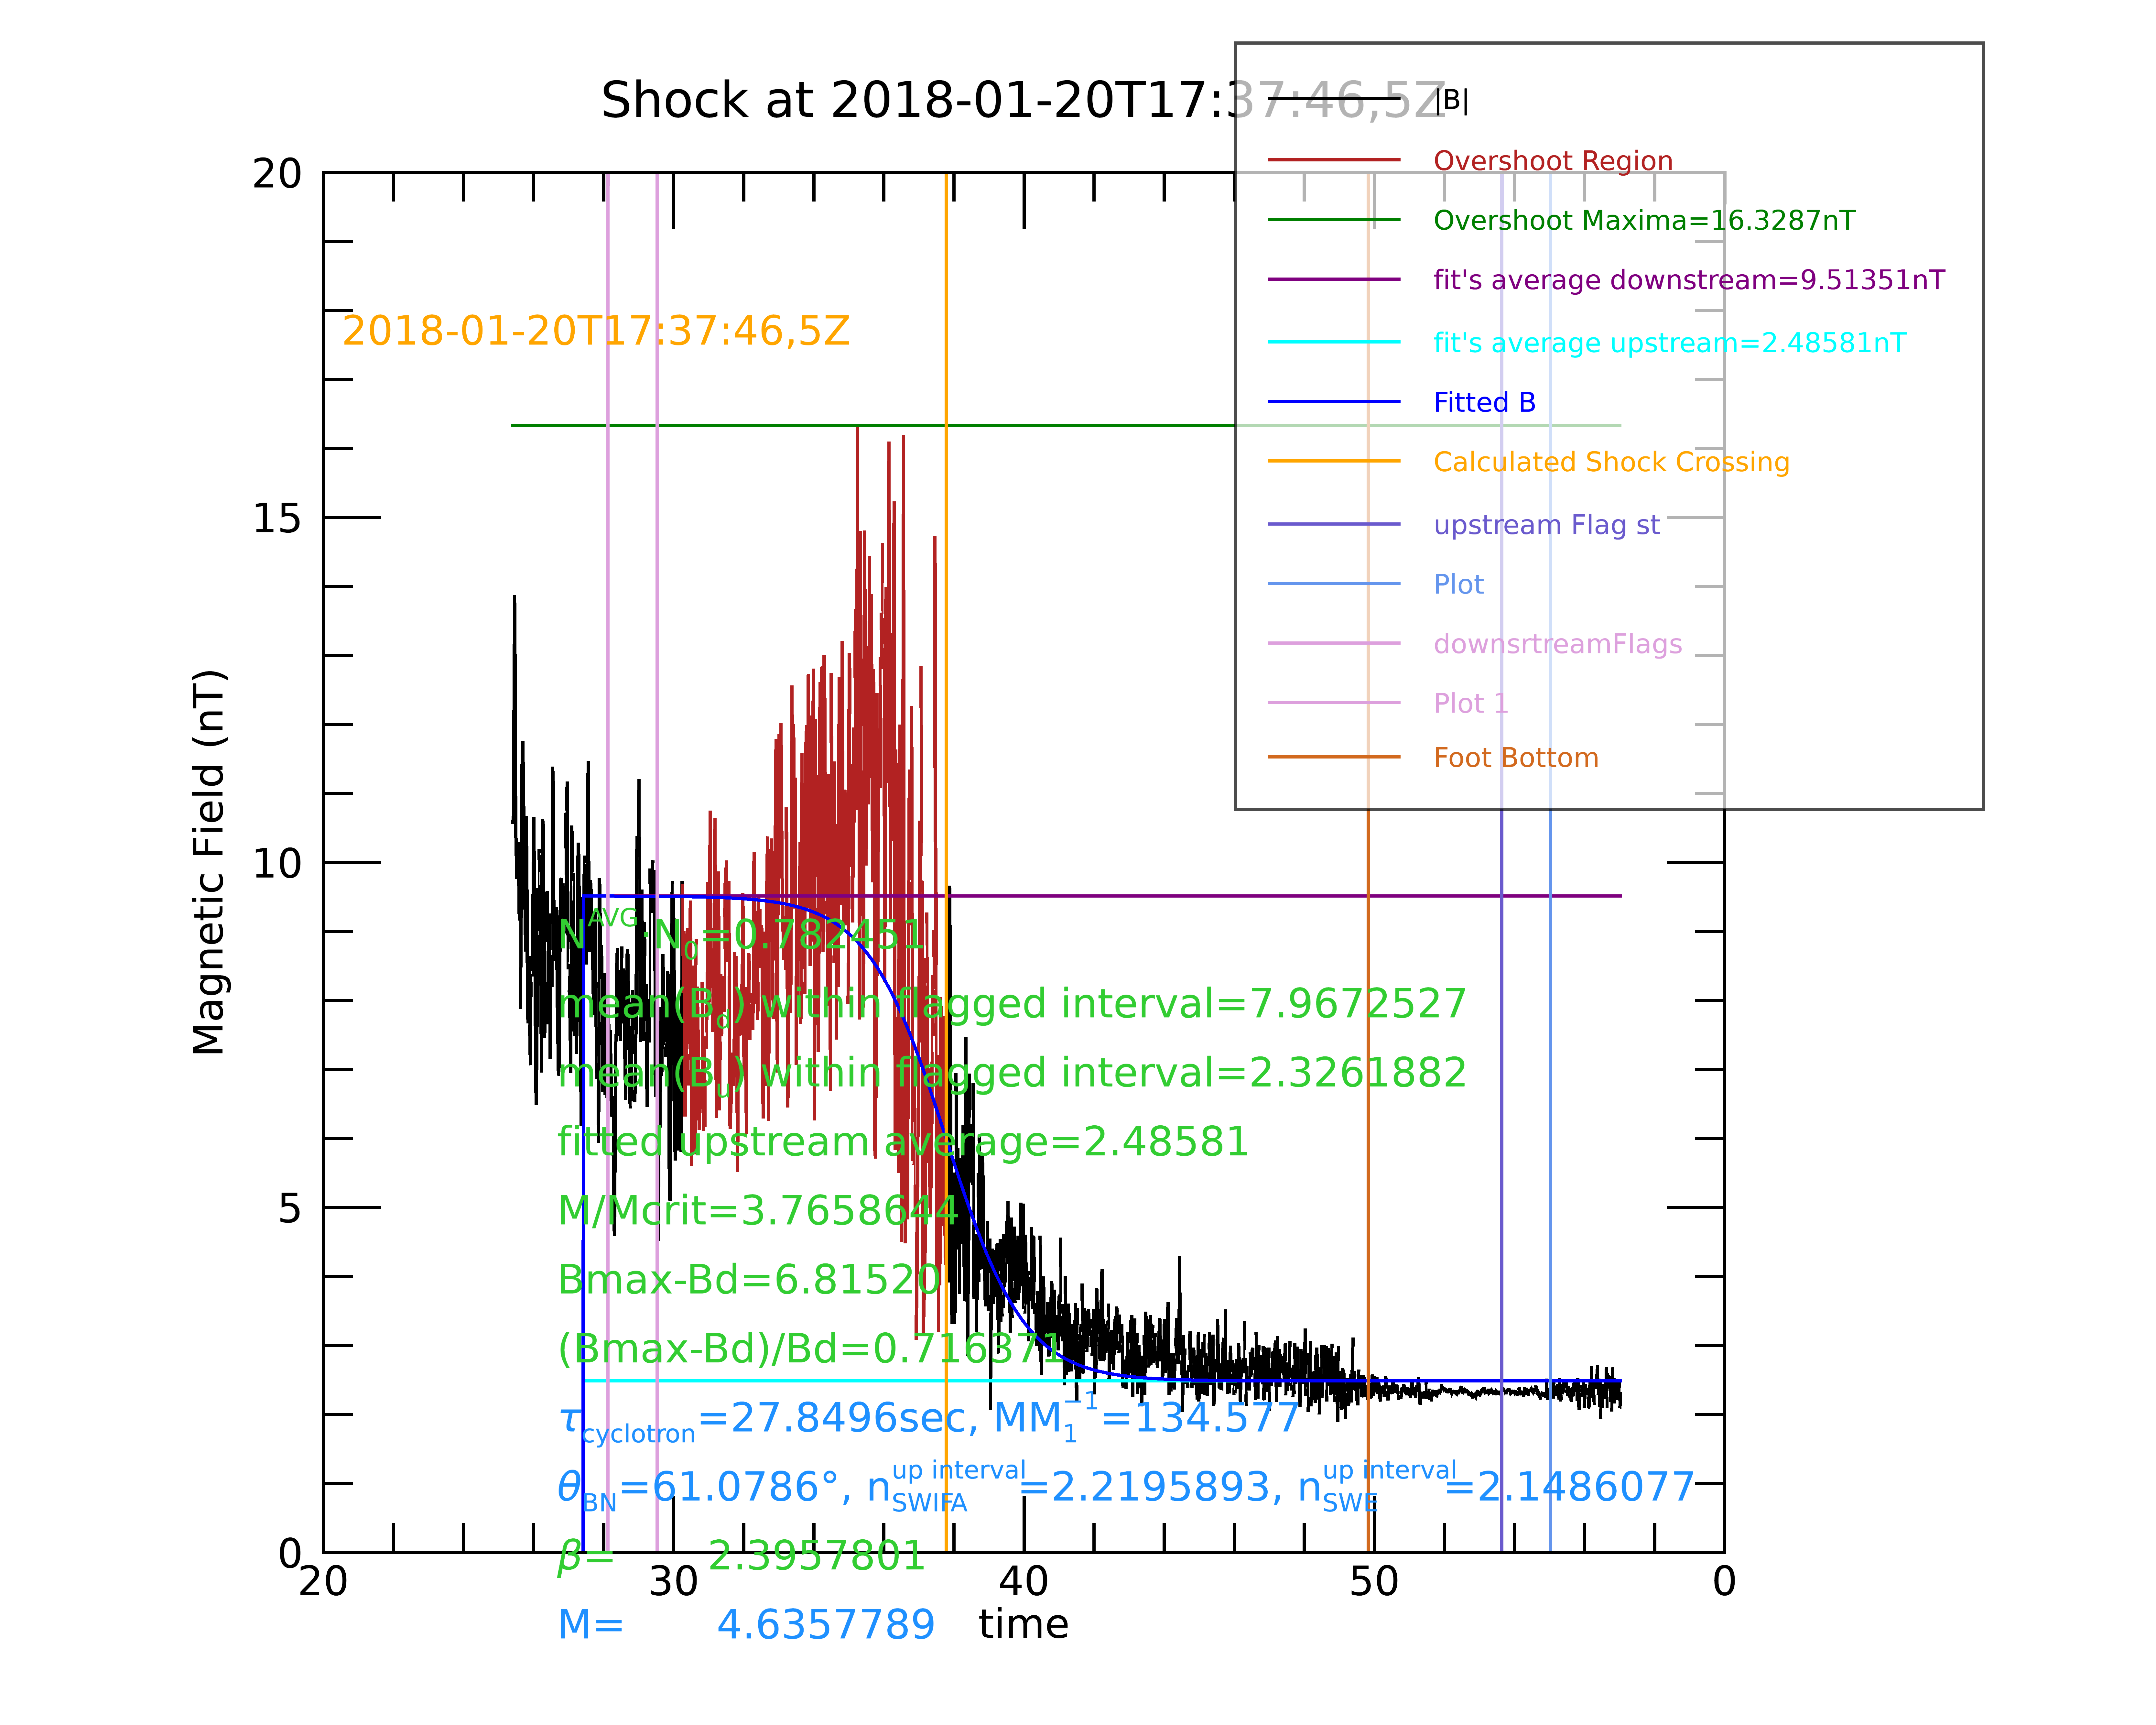 Shock at 2018-01-20T17:37:46,5Z
|B|
Overshoot Region
Overshoot Maxima=16.3287nT
fit's average downstream=9.51351nT
fit's average upstream=2.48581nT
Fitted B
Calculated Shock Crossing
upstream Flag st
Plot
downsrtreamFlags
Plot 1
Foot Bottom
2018-01-20T17:37:46,5Z
20
15
10
5
0
Magnetic Field (nT)
N^AVG·N_0=0.782451
mean(B_d) within flagged interval=7.9672527
mean(B_u) within flagged interval=2.3261882
fitted upstream average=2.48581
M/Mcrit=3.7658644
Bmax-Bd=6.81520
(Bmax-Bd)/Bd=0.716371
τ_cyclotron=27.8496sec, MM_1^−1=134.577
θ_BN=61.0786°, n_SWIFA^up interval=2.2195893, n_SWE^up interval=2.1486077
β= 2.3957801
20 30 40 50 0
M= 4.6357789
time